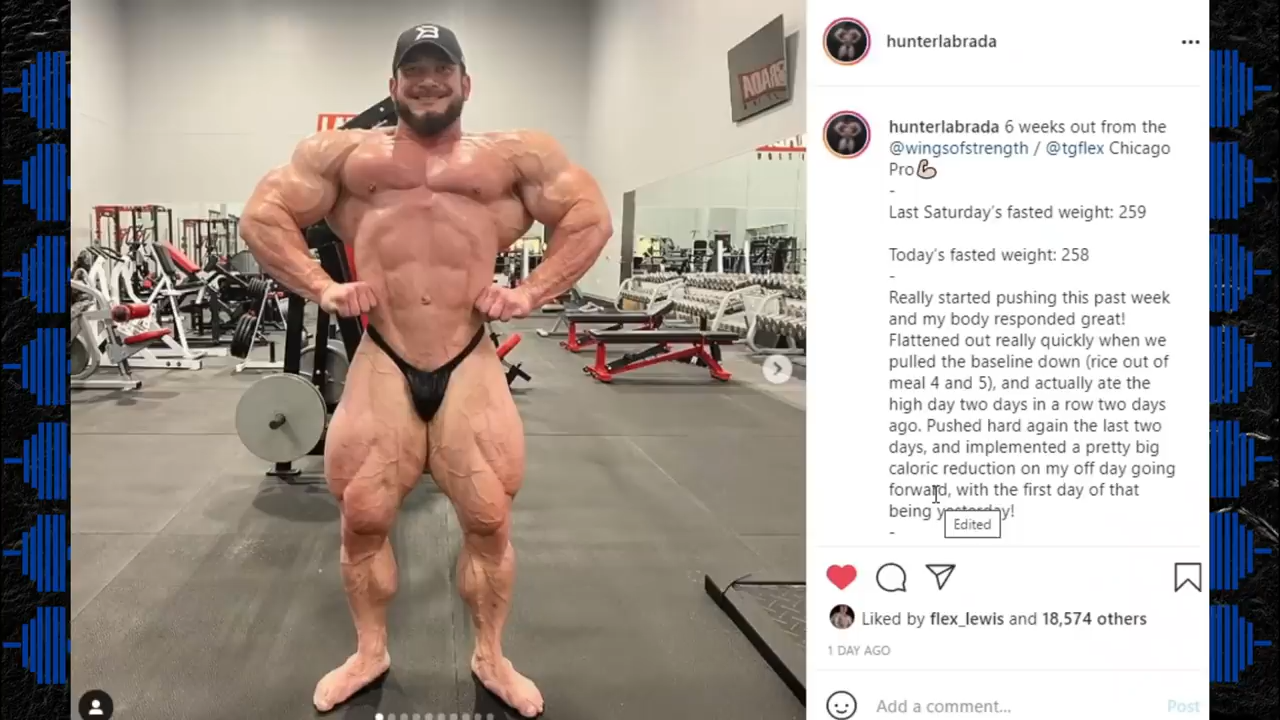 hunterlabrada
hunterlabrada 6 weeks out from the
@wingsofstrength / @tgflex Chicago
Pro💪🏻
-
Last Saturday's fasted weight: 259
Today's fasted weight: 258
-
Really started pushing this past week
and my body responded great!
Flattened out really quickly when we
pulled the baseline down (rice out of
meal 4 and 5), and actually ate the
high day two days in a row two days
ago. Pushed hard again the last two
days, and implemented a pretty big
caloric reduction on my off day going
forward, with the first day of that
being yesterday!
Edited
-
Liked by flex_lewis and 18,574 others
1 DAY AGO
Add a comment...
Post